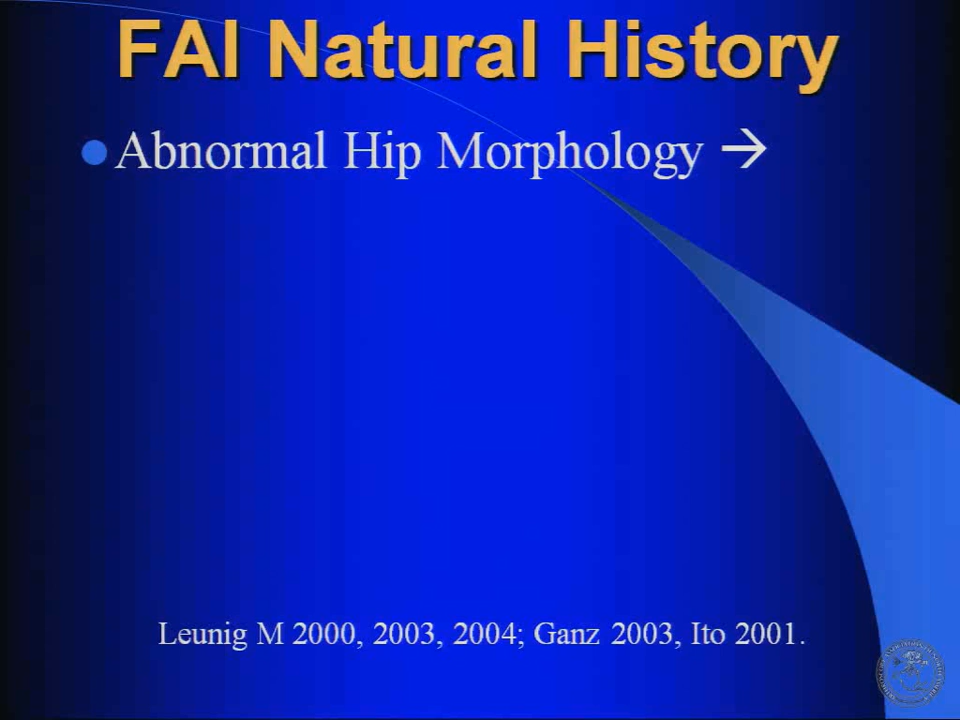 FAI Natural History
Abnormal Hip Morphology →
Leunig M 2000, 2003, 2004; Ganz 2003, Ito 2001.